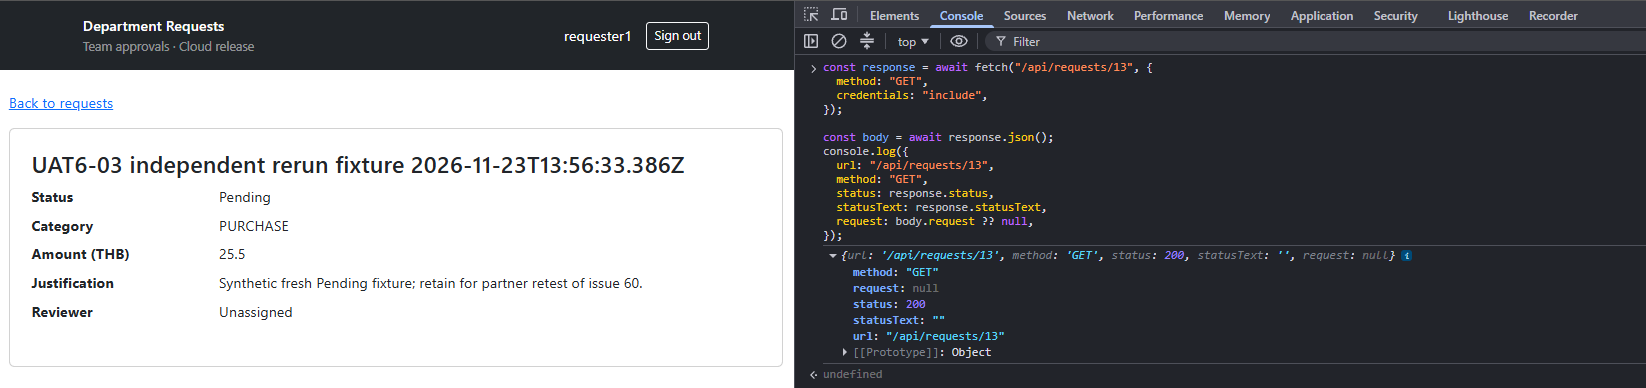 Department Requests
Team approvals · Cloud release
requester1
Sign out
Back to requests
UAT6-03 independent rerun fixture 2026-11-23T13:56:33.386Z
Status Pending
Category PURCHASE
Amount (THB) 25.5
Justification Synthetic fresh Pending fixture; retain for partner retest of issue 60.
Reviewer Unassigned
Elements Console Sources Network Performance Memory Application Security Lighthouse Recorder
top Filter
const response = await fetch("/api/requests/13", {
method: "GET",
credentials: "include",
});
const body = await response.json();
console.log({
url: "/api/requests/13",
method: "GET",
status: response.status,
statusText: response.statusText,
request: body.request ?? null,
});
{url: '/api/requests/13', method: 'GET', status: 200, statusText: '', request: null}
method: "GET"
request: null
status: 200
statusText: ""
url: "/api/requests/13"
[[Prototype]]: Object
undefined